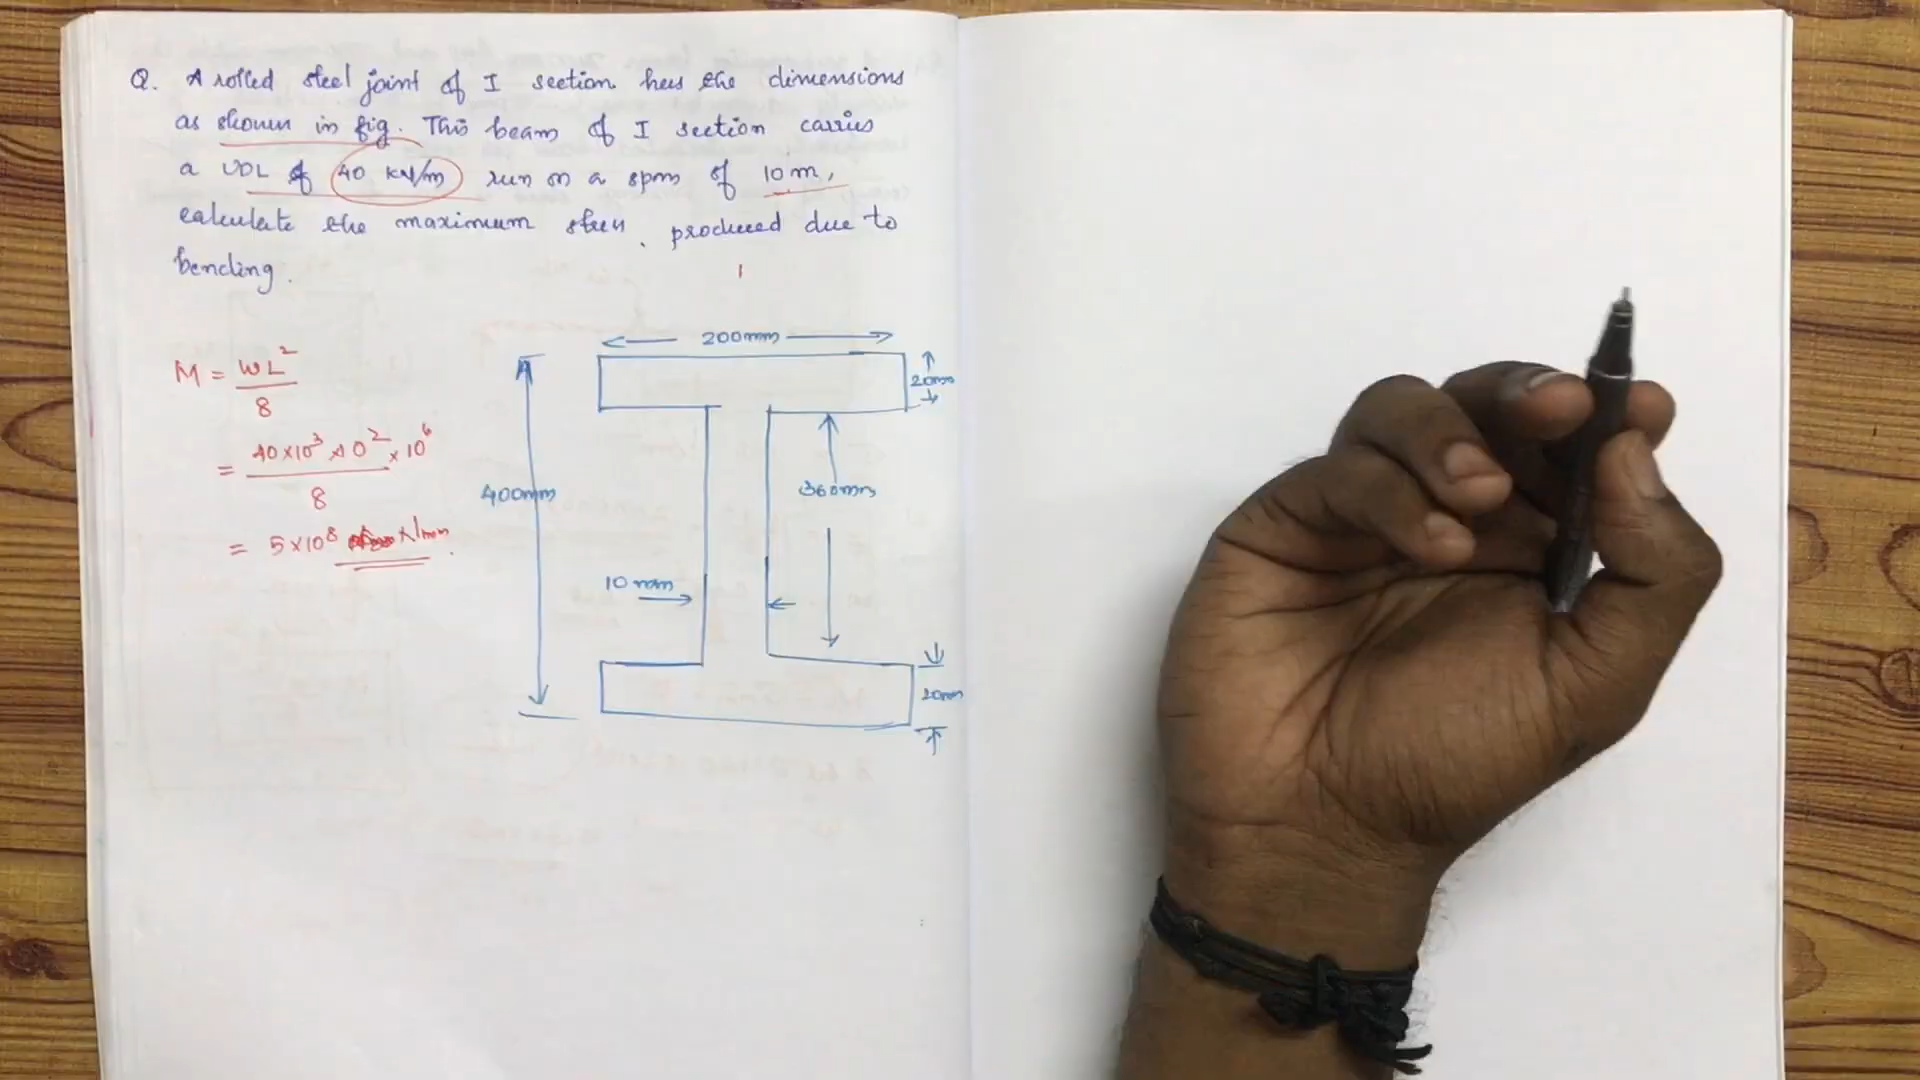 Q. A rolled steel joint of I section has the dimensions
as shown in fig. This beam of I section carries
a UDL of 40 kN/m run on a span of 10m,
calculate the maximum stress produced due to
bending.
M = WL²
8
= 40×10³×10² × 10⁶
8
= 5×10⁸ N/mm
200mm
20mm
400mm
360mm
10 mm
20mm